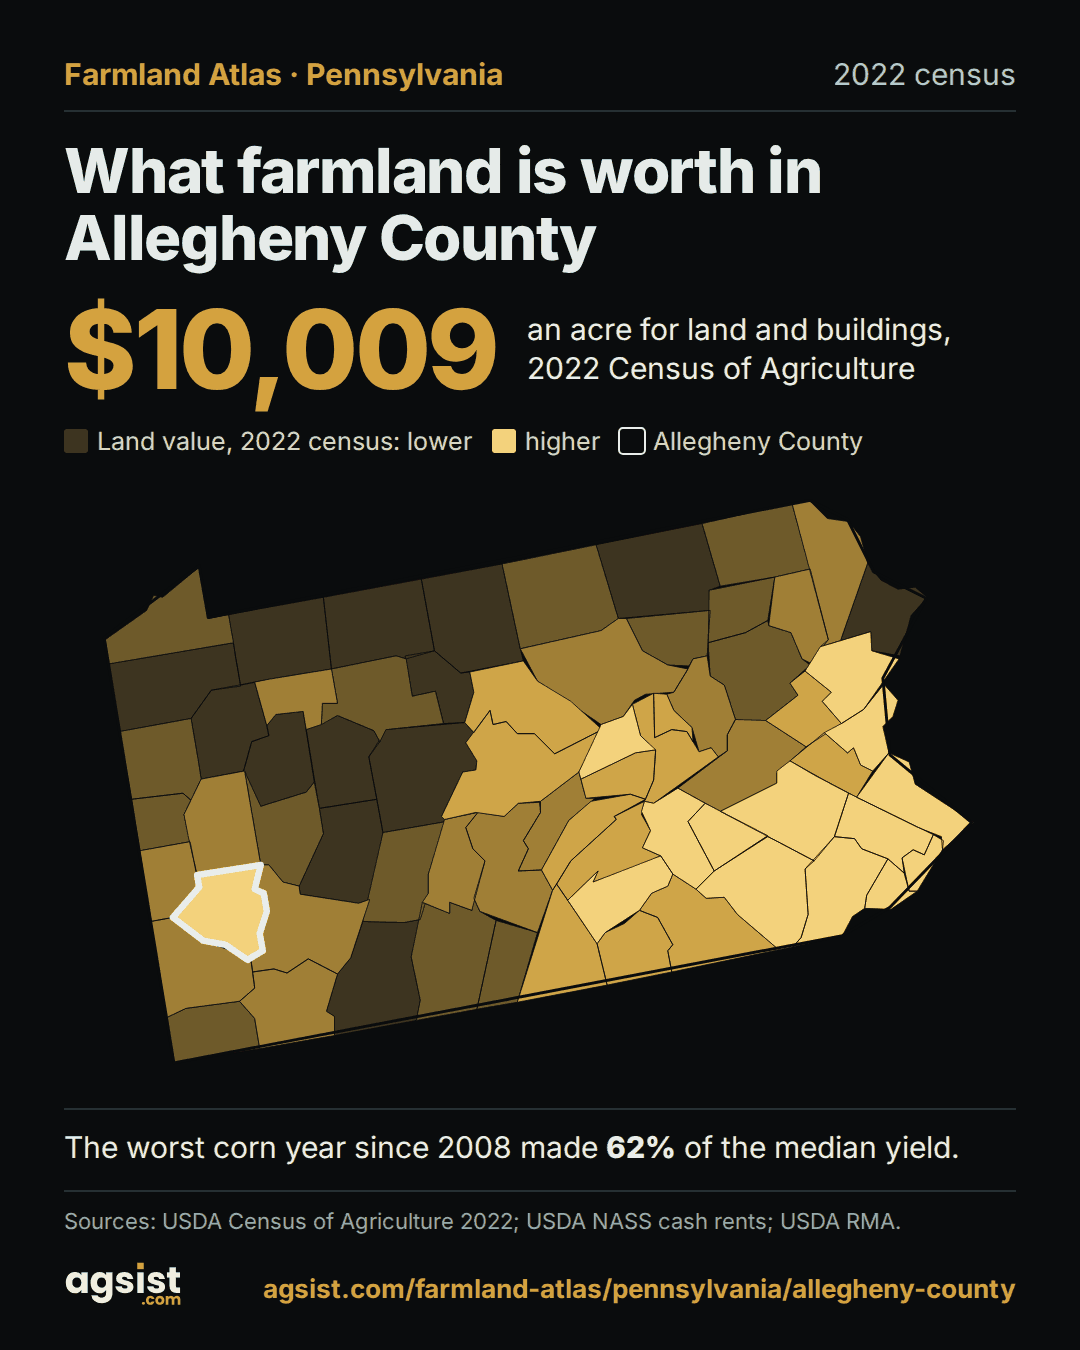 Farmland Atlas · Pennsylvania
2022 census
What farmland is worth in
Allegheny County
$10,009
an acre for land and buildings,
2022 Census of Agriculture
Land value, 2022 census: lower
higher
Allegheny County
The worst corn year since 2008 made 62% of the median yield.
Sources: USDA Census of Agriculture 2022; USDA NASS cash rents; USDA RMA.
agsist
.com
agsist.com/farmland-atlas/pennsylvania/allegheny-county